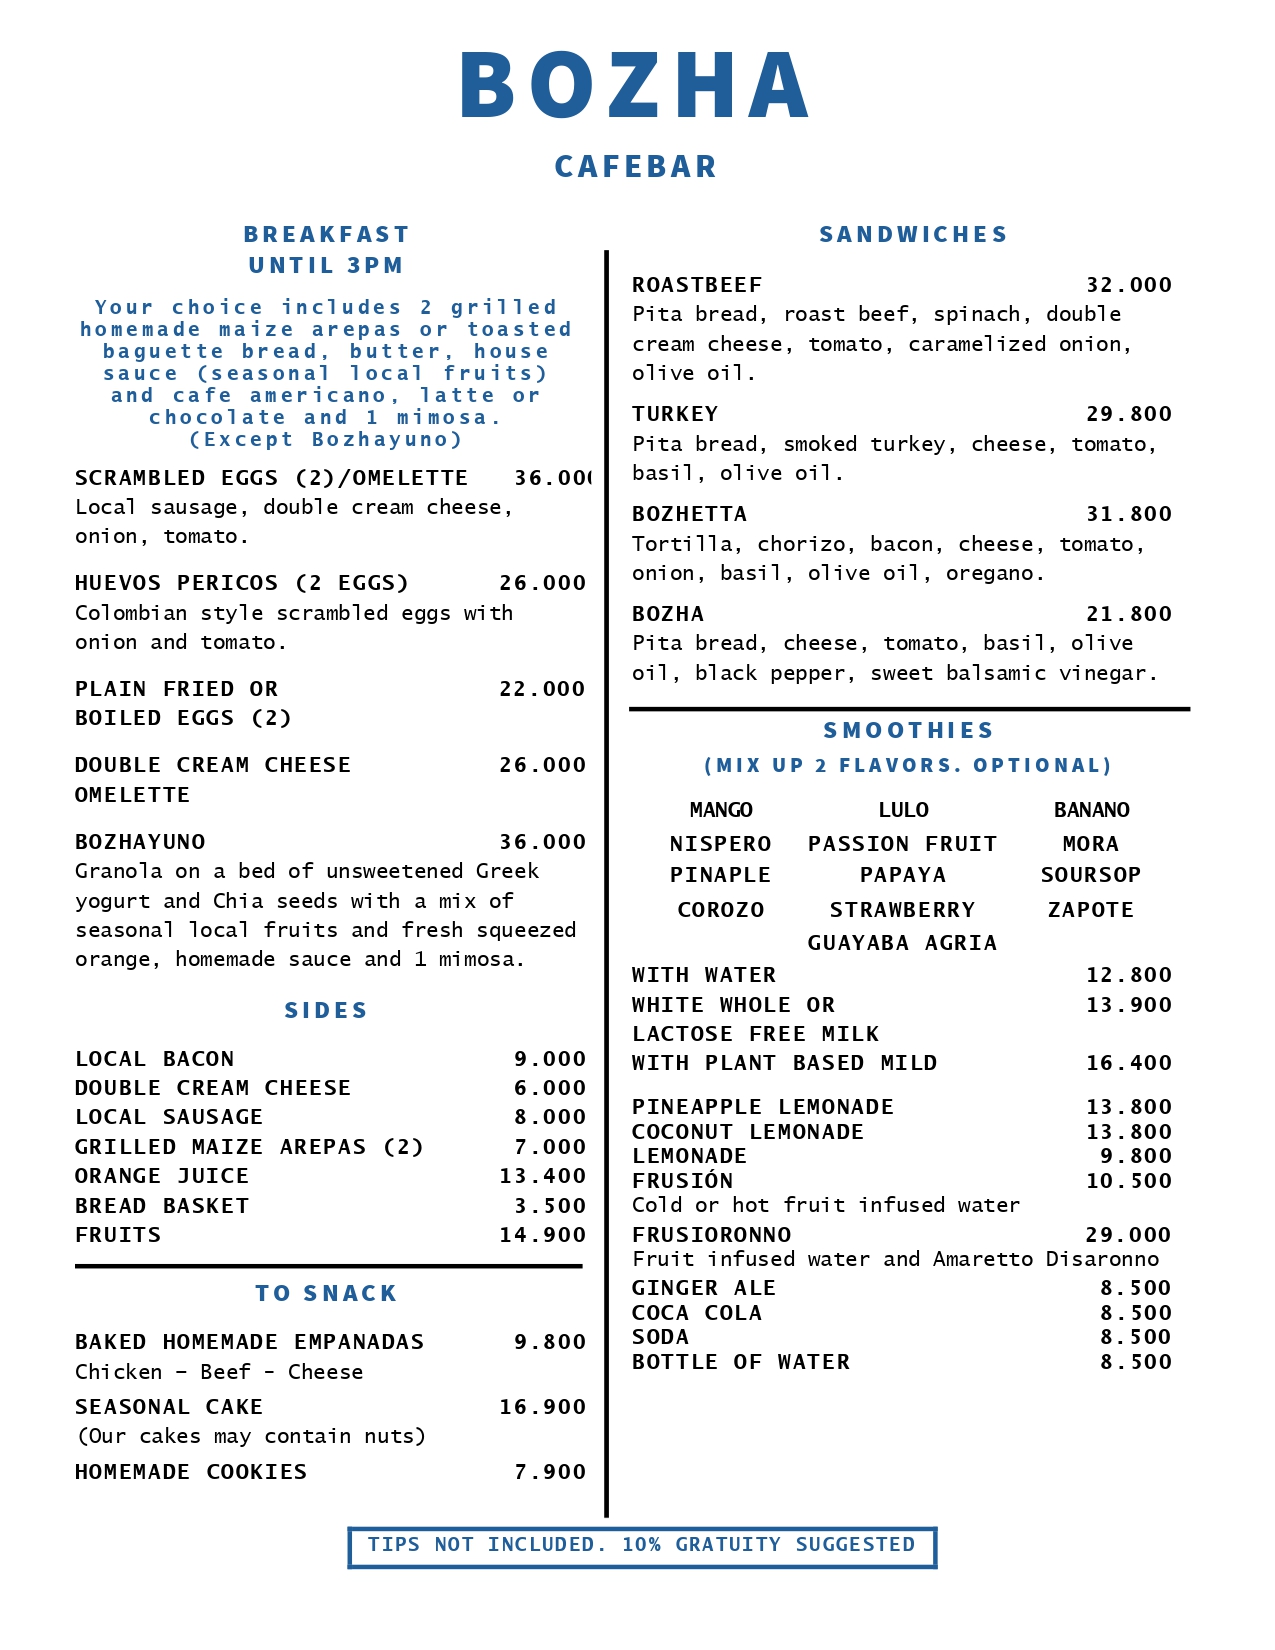 BOZHA
CAFEBAR
BREAKFAST
UNTIL 3PM
Your choice includes 2 grilled
homemade maize arepas or toasted
baguette bread, butter, house
sauce (seasonal local fruits)
and cafe americano, latte or
chocolate and 1 mimosa.
(Except Bozhayuno)
SCRAMBLED EGGS (2)/OMELETTE 36.000
Local sausage, double cream cheese,
onion, tomato.
HUEVOS PERICOS (2 EGGS) 26.000
Colombian style scrambled eggs with
onion and tomato.
PLAIN FRIED OR 22.000
BOILED EGGS (2)
DOUBLE CREAM CHEESE 26.000
OMELETTE
BOZHAYUNO 36.000
Granola on a bed of unsweetened Greek
yogurt and Chia seeds with a mix of
seasonal local fruits and fresh squeezed
orange, homemade sauce and 1 mimosa.
SIDES
LOCAL BACON 9.000
DOUBLE CREAM CHEESE 6.000
LOCAL SAUSAGE 8.000
GRILLED MAIZE AREPAS (2) 7.000
ORANGE JUICE 13.400
BREAD BASKET 3.500
FRUITS 14.900
TO SNACK
BAKED HOMEMADE EMPANADAS 9.800
Chicken – Beef - Cheese
SEASONAL CAKE 16.900
(Our cakes may contain nuts)
HOMEMADE COOKIES 7.900
SANDWICHES
ROASTBEEF 32.000
Pita bread, roast beef, spinach, double
cream cheese, tomato, caramelized onion,
olive oil.
TURKEY 29.800
Pita bread, smoked turkey, cheese, tomato,
basil, olive oil.
BOZHETTA 31.800
Tortilla, chorizo, bacon, cheese, tomato,
onion, basil, olive oil, oregano.
BOZHA 21.800
Pita bread, cheese, tomato, basil, olive
oil, black pepper, sweet balsamic vinegar.
SMOOTHIES
(MIX UP 2 FLAVORS. OPTIONAL)
MANGO LULO BANANO
NISPERO PASSION FRUIT MORA
PINAPLE PAPAYA SOURSOP
COROZO STRAWBERRY ZAPOTE
GUAYABA AGRIA
WITH WATER 12.800
WHITE WHOLE OR 13.900
LACTOSE FREE MILK
WITH PLANT BASED MILD 16.400
PINEAPPLE LEMONADE 13.800
COCONUT LEMONADE 13.800
LEMONADE 9.800
FRUSIÓN 10.500
Cold or hot fruit infused water
FRUSIORONNO 29.000
Fruit infused water and Amaretto Disaronno
GINGER ALE 8.500
COCA COLA 8.500
SODA 8.500
BOTTLE OF WATER 8.500
TIPS NOT INCLUDED. 10% GRATUITY SUGGESTED